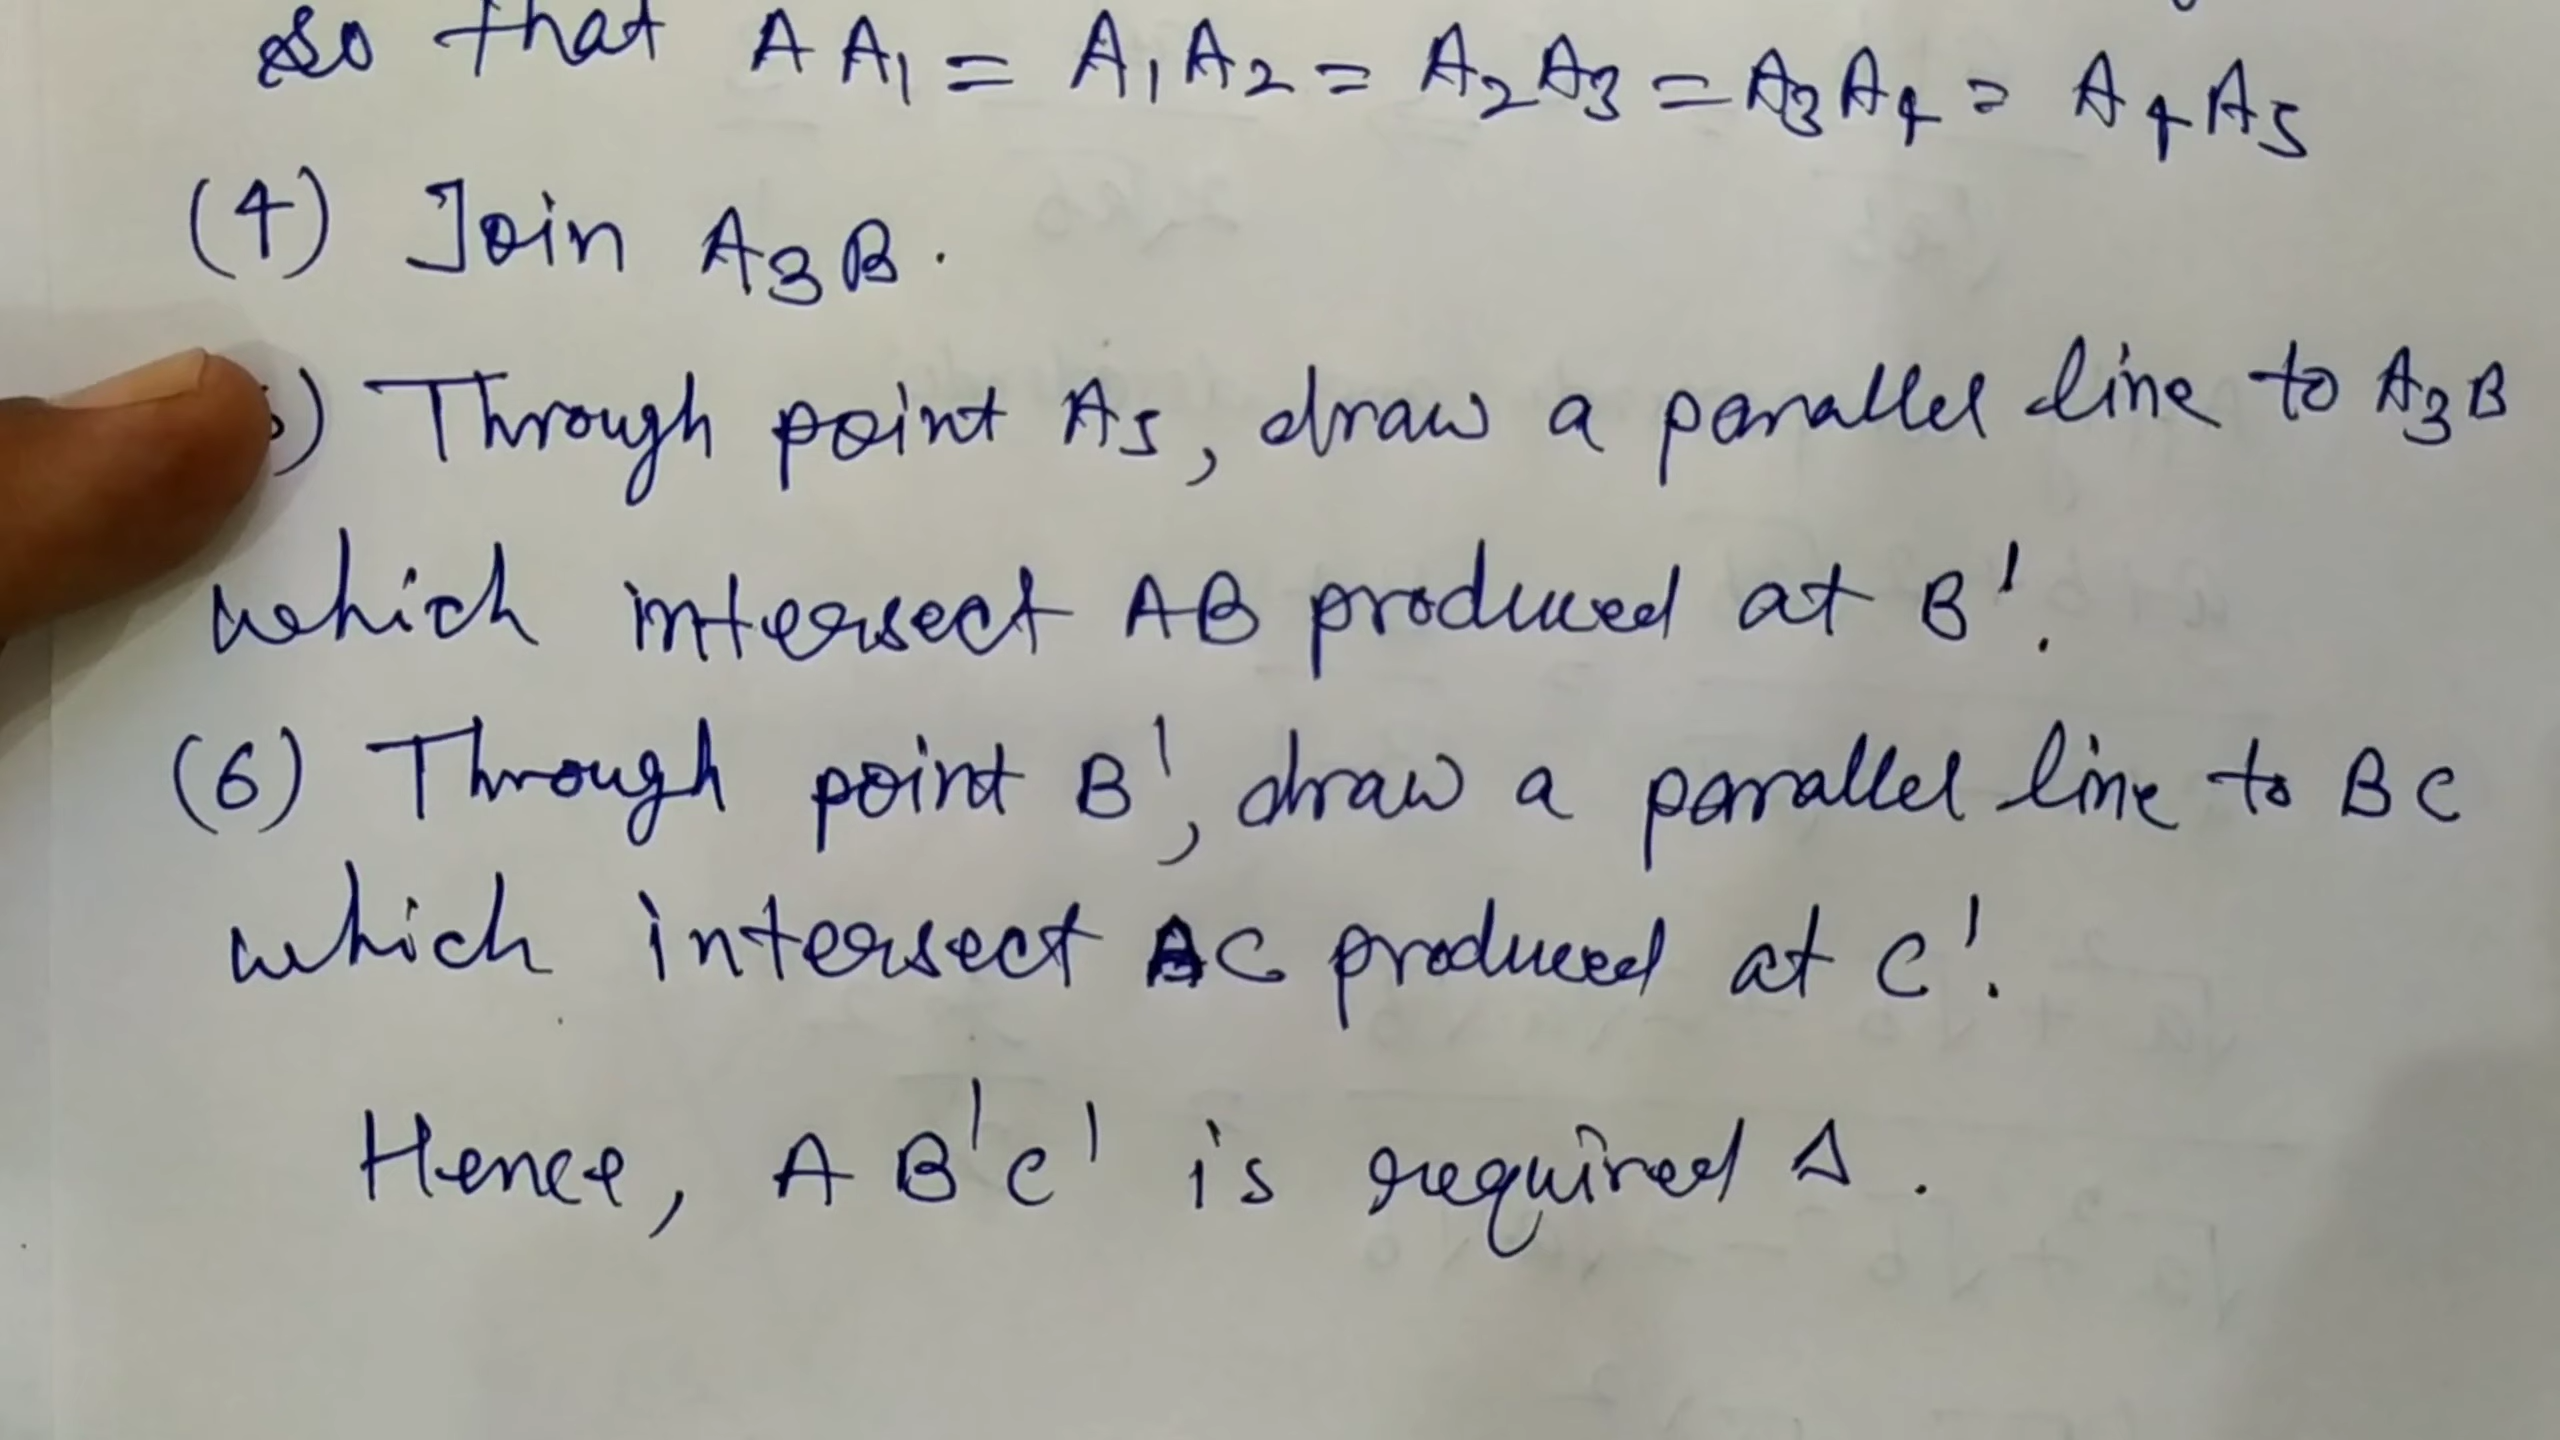 so that AA₁ = A₁A₂ = A₂A₃ = A₃A₄ = A₄A₅
(4) Join A₃B.
5) Through point A₅, draw a parallel line to A₃B
which intersect AB produced at B'.
(6) Through point B', draw a parallel line to BC
which intersect AC produced at C'.
Hence, AB'C' is required Δ.